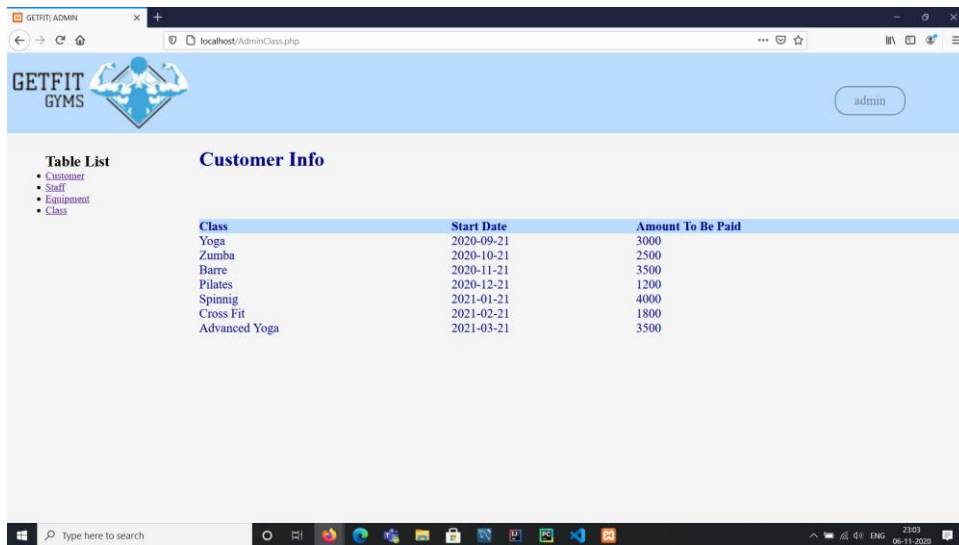 GETFIT| ADMIN
localhost/AdminClass.php
GETFIT
GYMS
admin
Table List
Customer
Staff
Equipment
Class
Customer Info
Class Start Date Amount To Be Paid
Yoga 2020-09-21 3000
Zumba 2020-10-21 2500
Barre 2020-11-21 3500
Pilates 2020-12-21 1200
Spinnig 2021-01-21 4000
Cross Fit 2021-02-21 1800
Advanced Yoga 2021-03-21 3500
Type here to search
ENG
23:03
06-11-2020